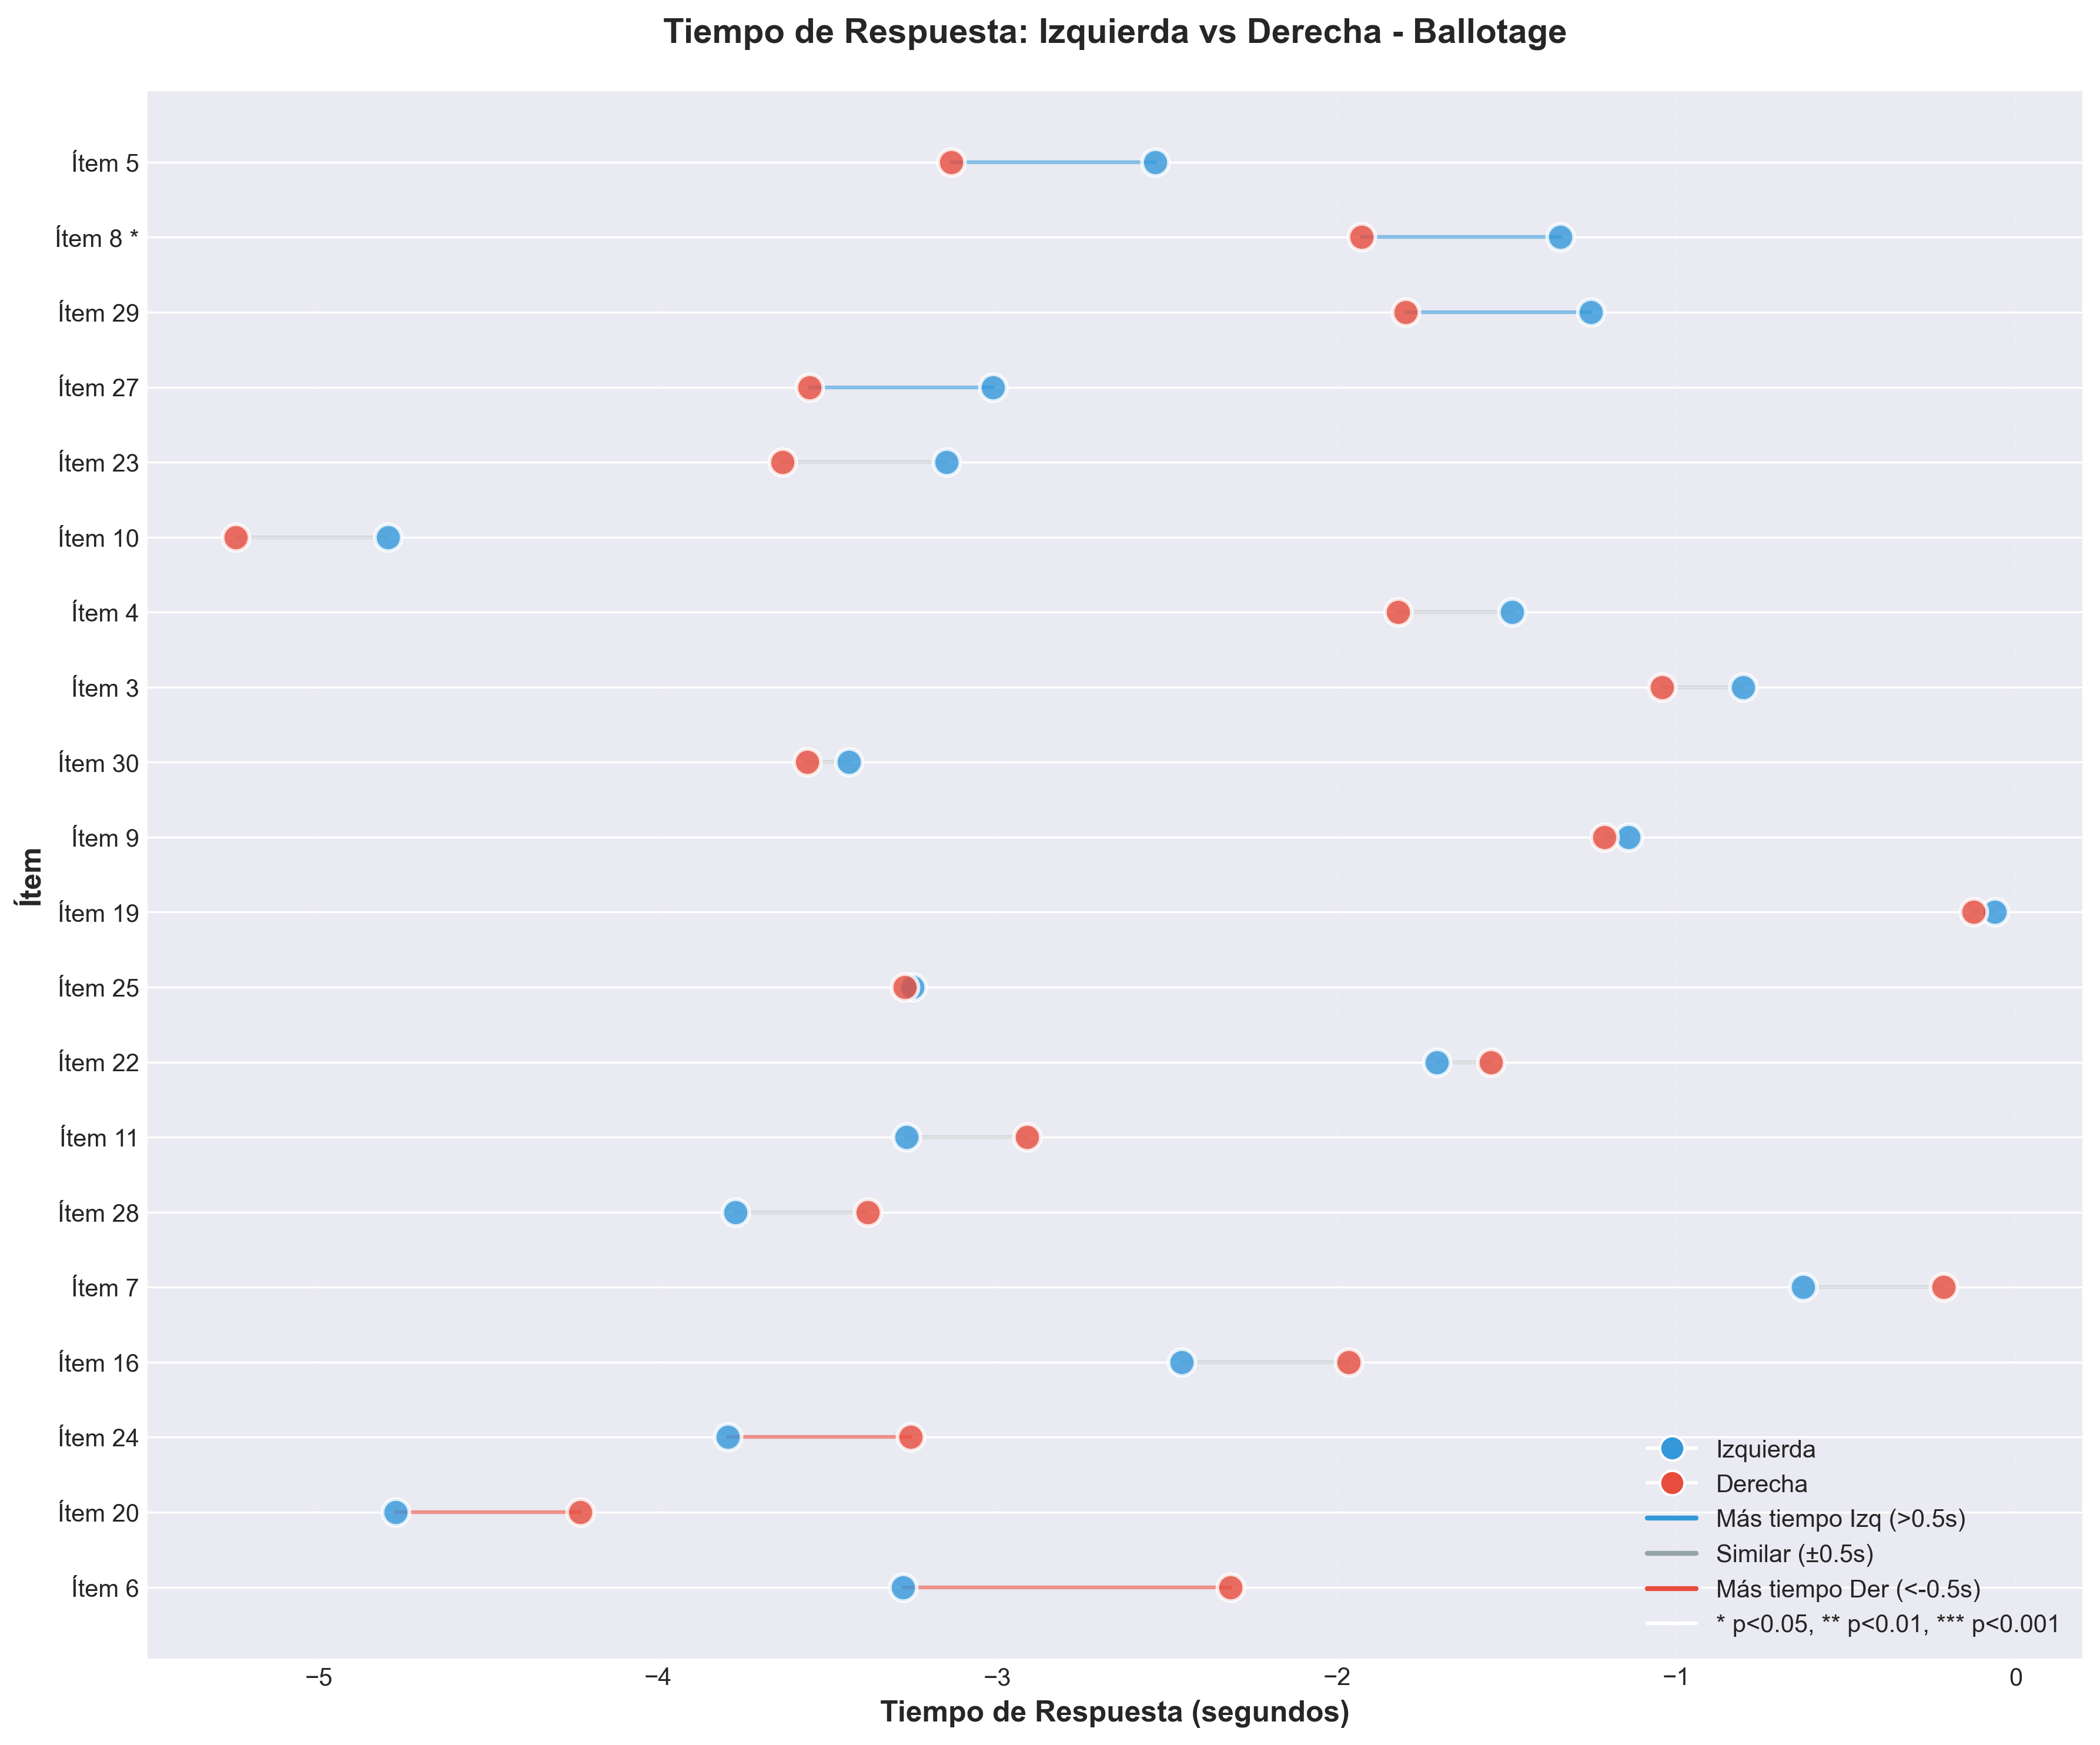 Tiempo de Respuesta: Izquierda vs Derecha - Ballotage
Ítem
Ítem 5
Ítem 8 *
Ítem 29
Ítem 27
Ítem 23
Ítem 10
Ítem 4
Ítem 3
Ítem 30
Ítem 9
Ítem 19
Ítem 25
Ítem 22
Ítem 11
Ítem 28
Ítem 7
Ítem 16
Ítem 24
Ítem 20
Ítem 6
Izquierda
Derecha
Más tiempo Izq (>0.5s)
Similar (±0.5s)
Más tiempo Der (<-0.5s)
* p<0.05, ** p<0.01, *** p<0.001
−5 −4 −3 −2 −1 0
Tiempo de Respuesta (segundos)